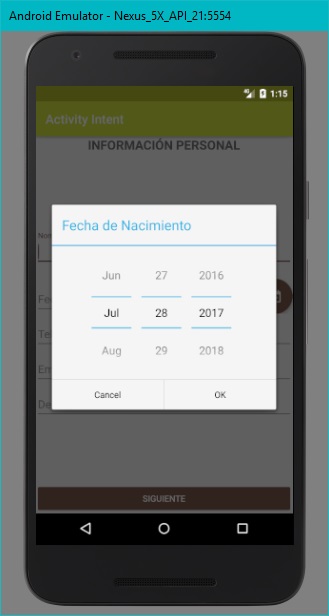 Android Emulator - Nexus_5X_API_21:5554
1:15
Activity Intent
INFORMACIÓN PERSONAL
Fecha de Nacimiento
Jun 27 2016
Jul 28 2017
Aug 29 2018
Cancel OK
SIGUIENTE